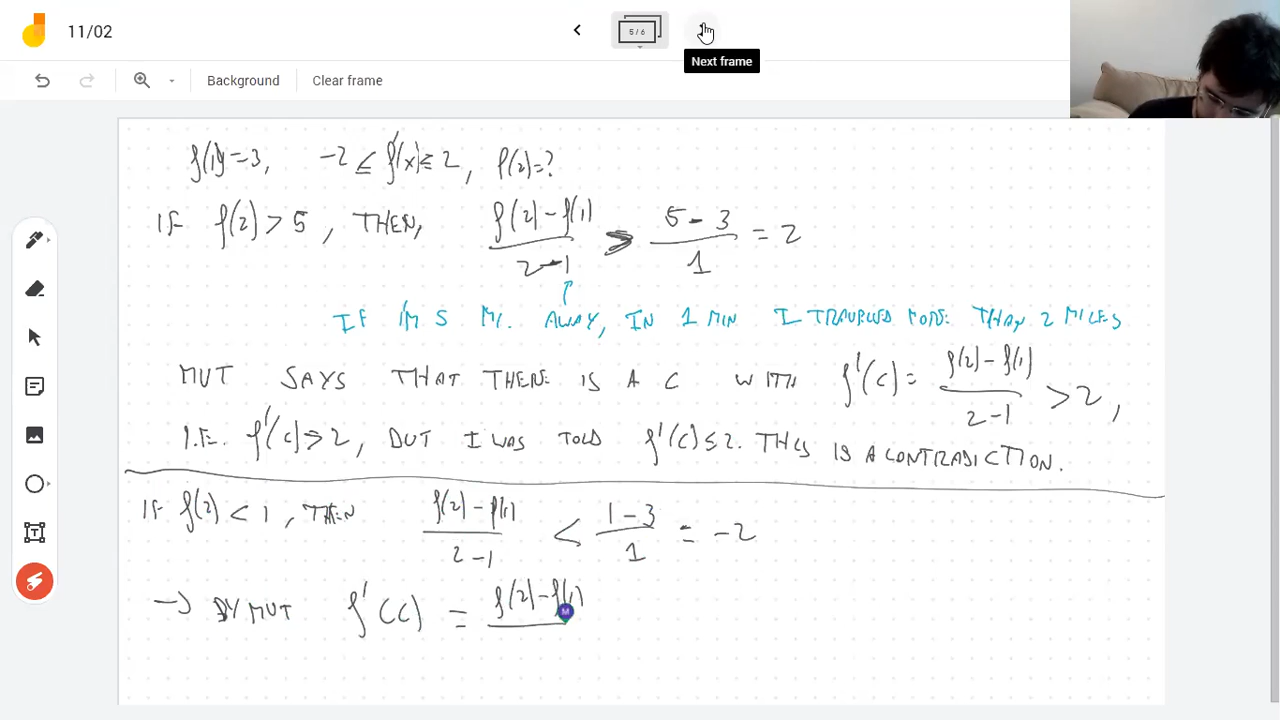 11/02
5 / 6
Next frame
Background
Clear frame
f(1)=3, -2 ≤ f'(x) ≤ 2, f(2)=?
IF f(2) > 5, THEN, f(2)-f(1) / 2-1 > 5-3 / 1 = 2
IF I'M 5 MI. AWAY, IN 1 MIN I TRAVELED MORE THAN 2 MILES
MVT SAYS THAT THERE IS A C WITH f'(c) = f(2)-f(1) / 2-1 > 2,
I.E. f'(c) > 2, BUT I WAS TOLD f'(c) ≤ 2. THIS IS A CONTRADICTION.
IF f(2) < 1, THEN f(2)-f(1) / 2-1 < 1-3 / 1 = -2
→ BY MVT f'(c) = f(2)-f(1)
M